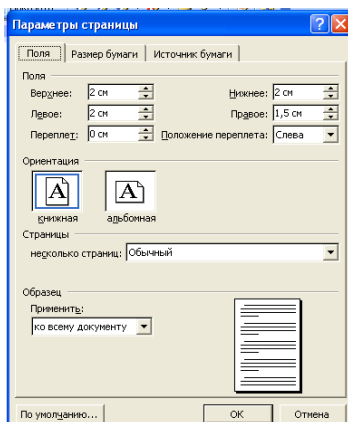 Параметры страницы
Поля Размер бумаги Источник бумаги
Поля
Верхнее: 2 см Нижнее: 2 см
Левое: 2 см Правое: 1,5 см
Переплет: 0 см Положение переплета: Слева
Ориентация
A A
книжная альбомная
Страницы
несколько страниц: Обычный
Образец
Применить:
ко всему документу
По умолчанию... ОК Отмена